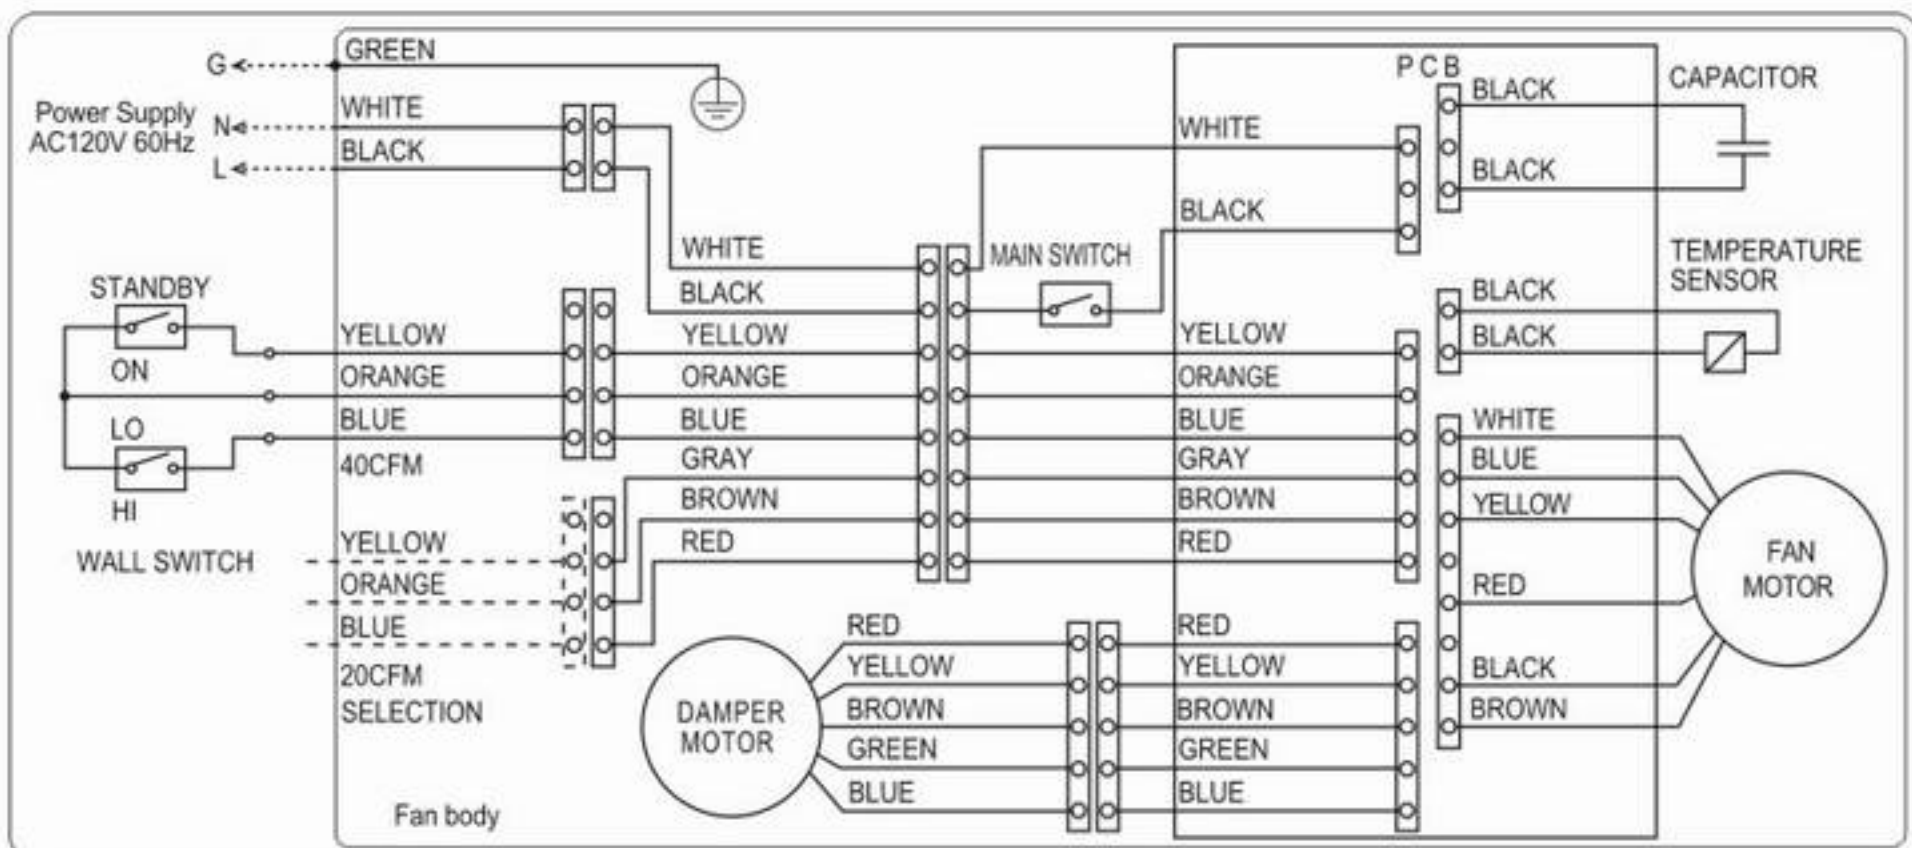 G
GREEN
Power Supply
AC120V 60Hz
N
WHITE
L
BLACK
STANDBY
ON
LO
HI
WALL SWITCH
YELLOW
ORANGE
BLUE
40CFM
YELLOW
ORANGE
BLUE
20CFM
SELECTION
Fan body
WHITE
BLACK
YELLOW
ORANGE
BLUE
GRAY
BROWN
RED
DAMPER
MOTOR
RED
YELLOW
BROWN
GREEN
BLUE
MAIN SWITCH
PCB
WHITE
BLACK
YELLOW
ORANGE
BLUE
GRAY
BROWN
RED
RED
YELLOW
BROWN
GREEN
BLUE
BLACK
BLACK
CAPACITOR
BLACK
BLACK
TEMPERATURE
SENSOR
WHITE
BLUE
YELLOW
RED
BLACK
BROWN
FAN
MOTOR